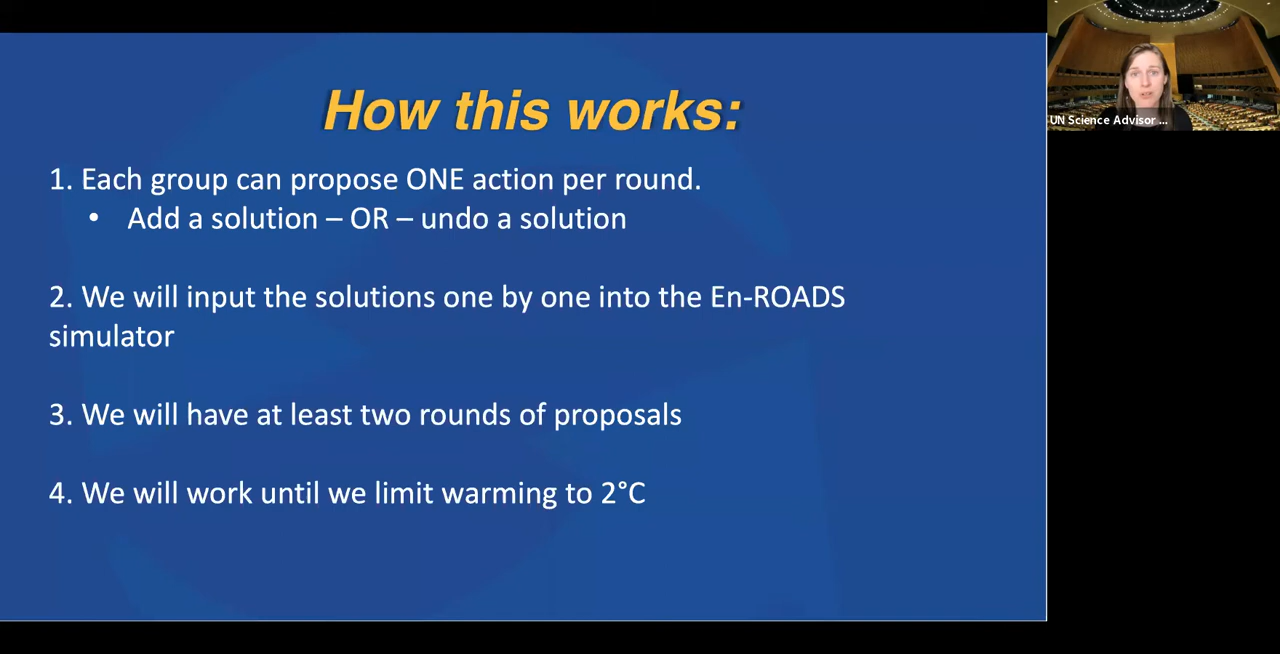 How this works:
1. Each group can propose ONE action per round.
• Add a solution – OR – undo a solution
2. We will input the solutions one by one into the En-ROADS
simulator
3. We will have at least two rounds of proposals
4. We will work until we limit warming to 2°C
UN Science Advisor ...